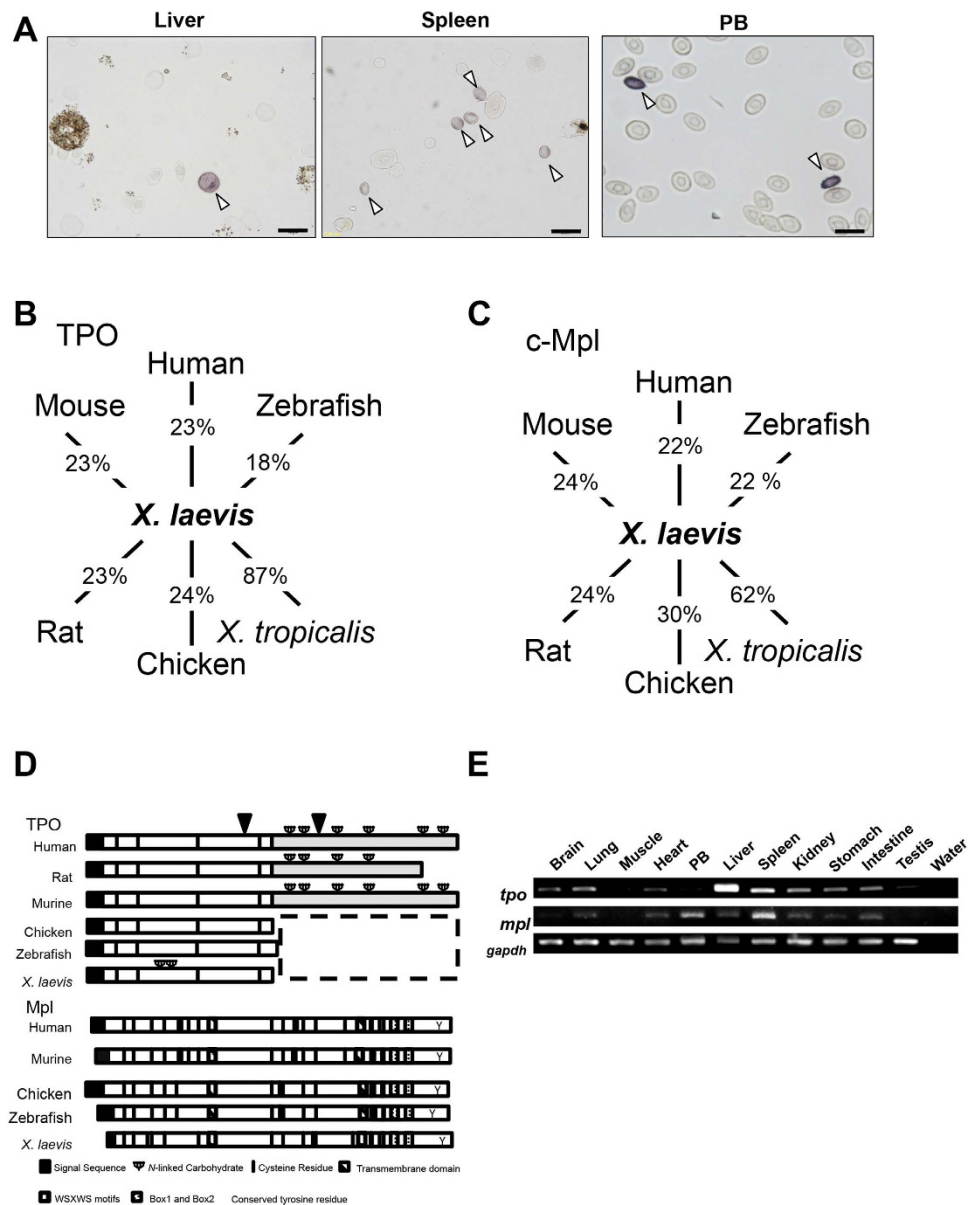 A
Liver
Spleen
PB
B
TPO
Human
Mouse
Zebrafish
23%
23%
18%
X. laevis
23%
24%
87%
Rat
Chicken
X. tropicalis
C
c-Mpl
Human
Mouse
Zebrafish
22%
24%
22 %
X. laevis
24%
30%
62%
Rat
Chicken
X. tropicalis
D
TPO
Human
Rat
Murine
Chicken
Zebrafish
X. laevis
Mpl
Human
Y
Murine
Y
Chicken
Y
Zebrafish
Y
X. laevis
Y
Signal Sequence
N-linked Carbohydrate
Cysteine Residue
Transmembrane domain
WSXWS motifs
Box1 and Box2
Conserved tyrosine residue
E
Brain
Lung
Muscle
Heart
PB
Liver
Spleen
Kidney
Stomach
Intestine
Testis
Water
tpo
mpl
gapdh